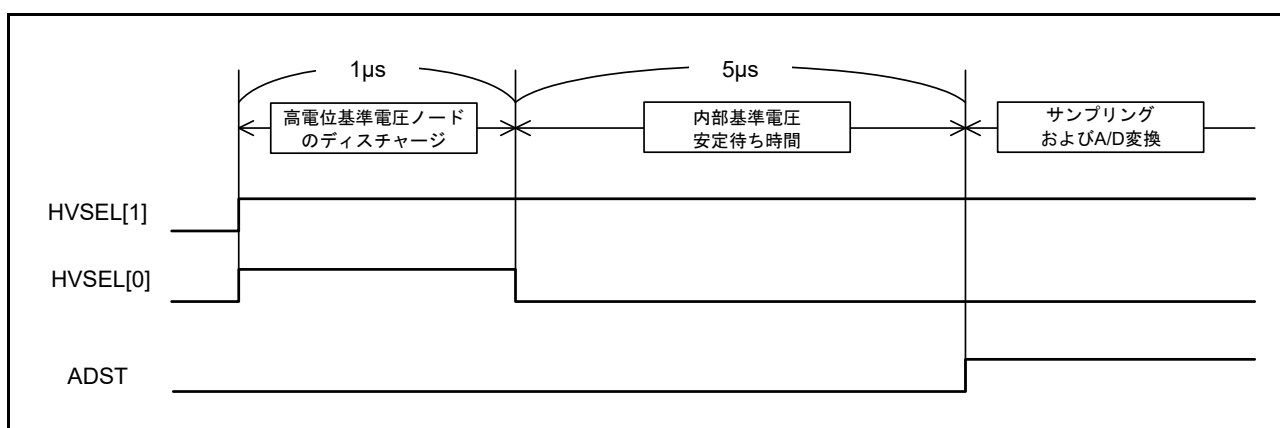 1µs
5µs
高電位基準電圧ノード
のディスチャージ
内部基準電圧
安定待ち時間
サンプリング
およびA/D変換
HVSEL[1]
HVSEL[0]
ADST